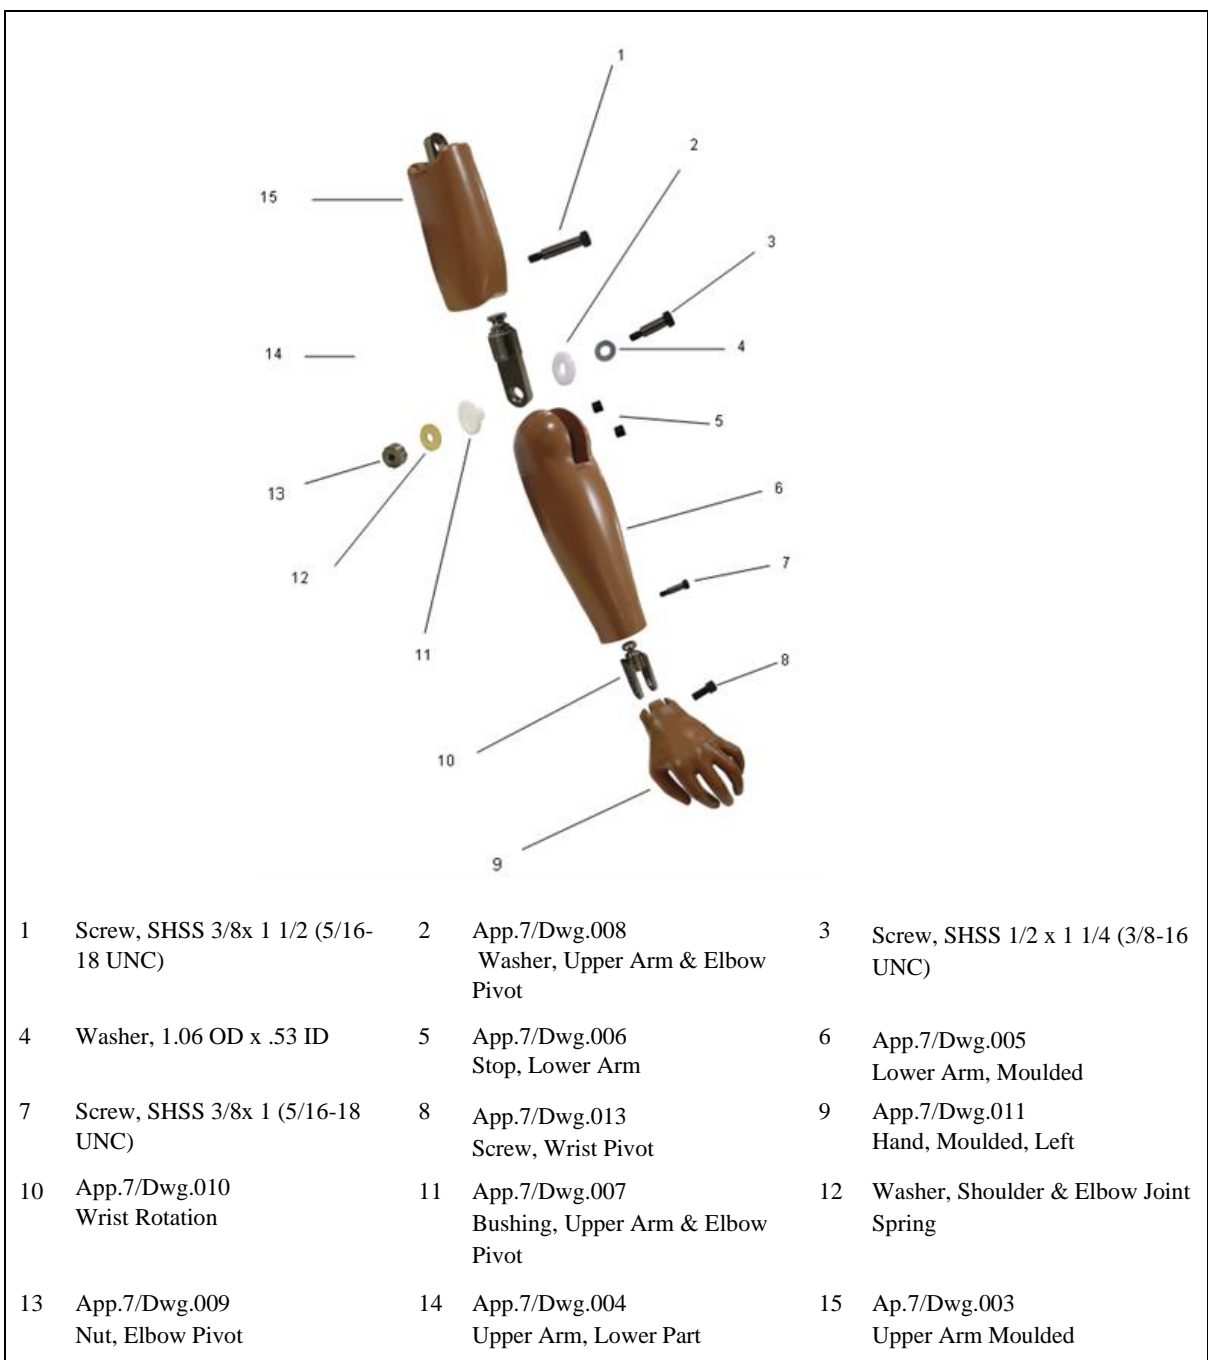 1
2
15
3
14
4
5
13
6
12
7
11
8
10
9
1 Screw, SHSS 3/8x 1 1/2 (5/16-
18 UNC)
2 App.7/Dwg.008
Washer, Upper Arm & Elbow
Pivot
3 Screw, SHSS 1/2 x 1 1/4 (3/8-16
UNC)
4 Washer, 1.06 OD x .53 ID
5 App.7/Dwg.006
Stop, Lower Arm
6 App.7/Dwg.005
Lower Arm, Moulded
7 Screw, SHSS 3/8x 1 (5/16-18
UNC)
8 App.7/Dwg.013
Screw, Wrist Pivot
9 App.7/Dwg.011
Hand, Moulded, Left
10 App.7/Dwg.010
Wrist Rotation
11 App.7/Dwg.007
Bushing, Upper Arm & Elbow
Pivot
12 Washer, Shoulder & Elbow Joint
Spring
13 App.7/Dwg.009
Nut, Elbow Pivot
14 App.7/Dwg.004
Upper Arm, Lower Part
15 Ap.7/Dwg.003
Upper Arm Moulded